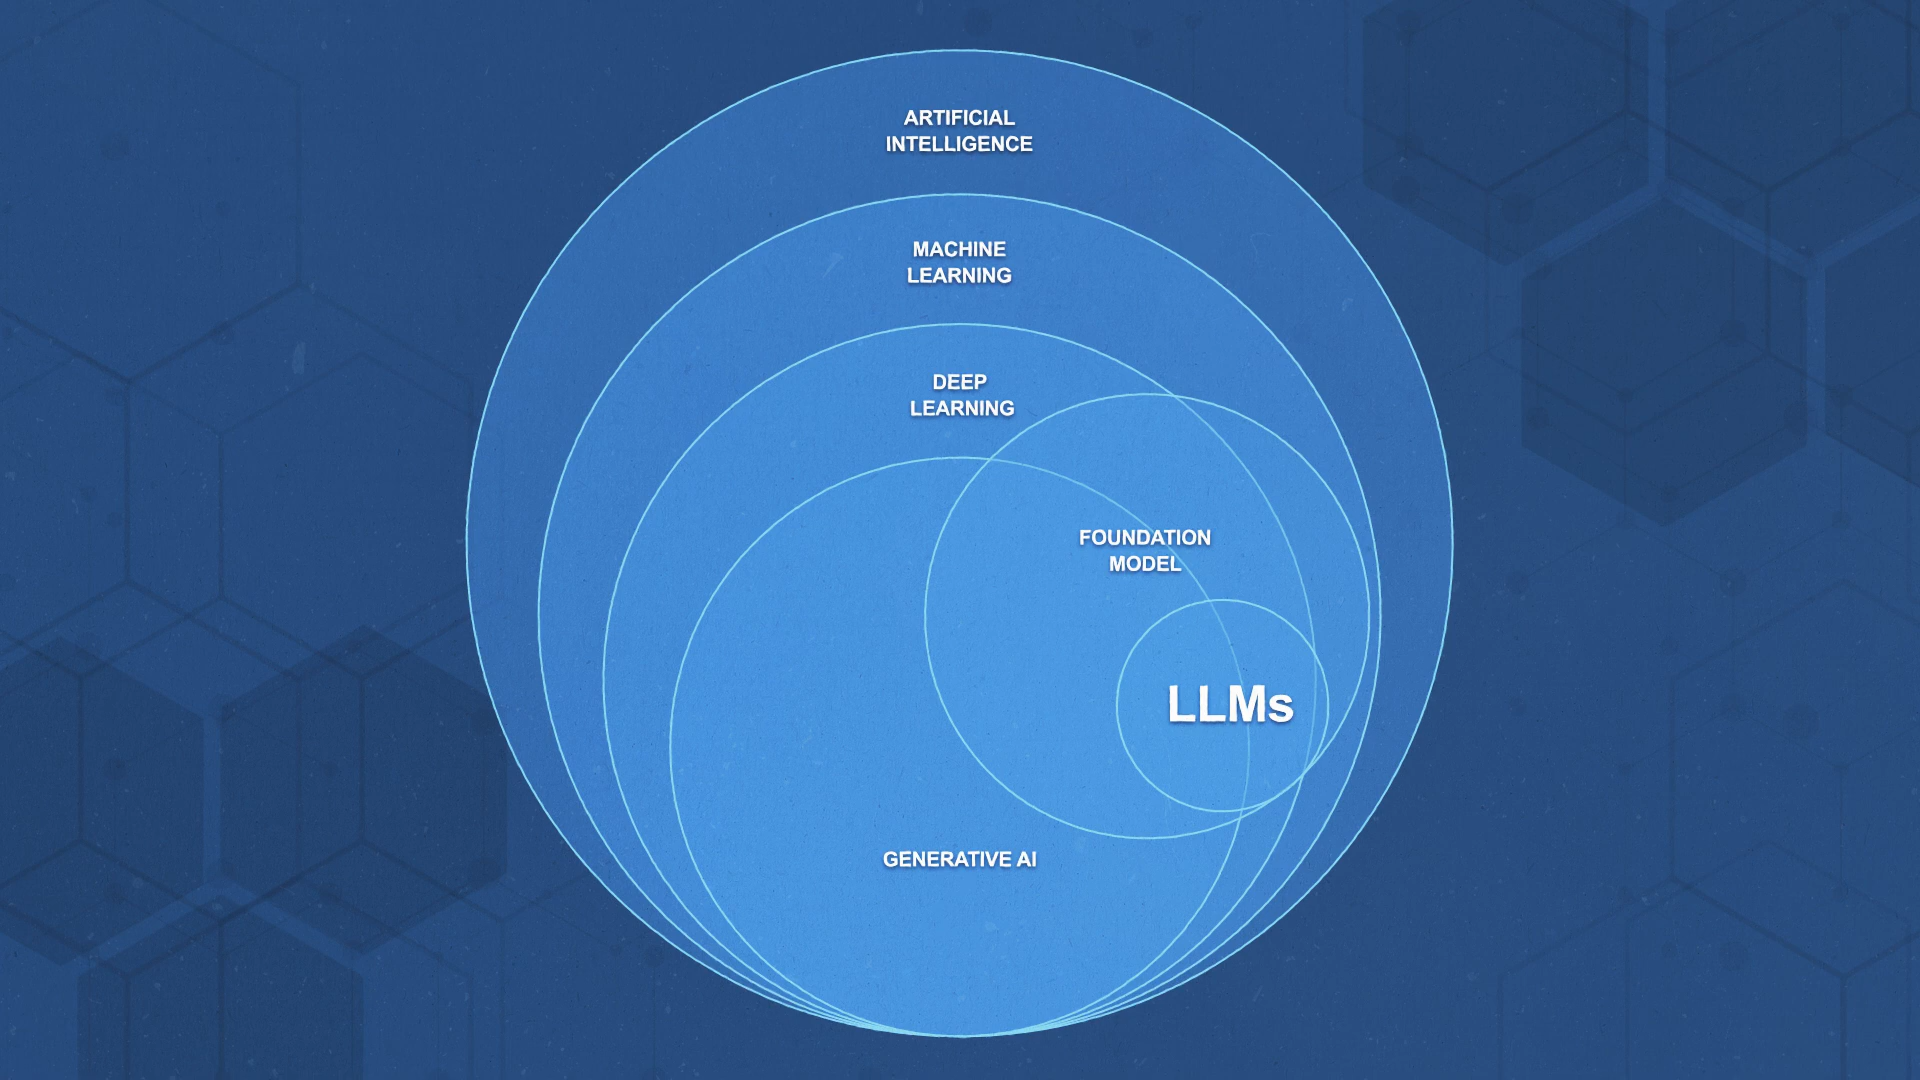 ARTIFICIAL
INTELLIGENCE
MACHINE
LEARNING
DEEP
LEARNING
FOUNDATION
MODEL
LLMs
GENERATIVE AI